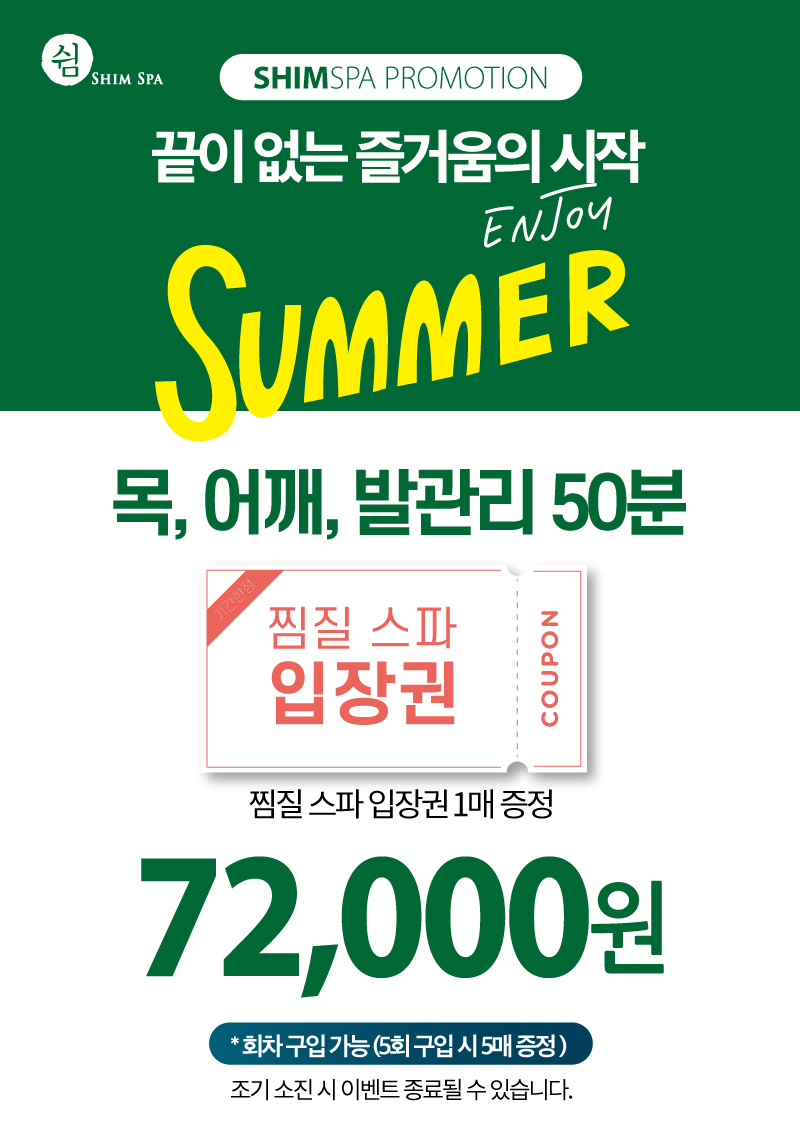 쉼
SHIM SPA
SHIMSPA PROMOTION
끝이 없는 즐거움의 시작
ENJOY
SUMMER
목, 어깨, 발관리 50분
기간한정
찜질 스파
입장권
COUPON
찜질 스파 입장권 1매 증정
72,000원
* 회차 구입 가능 (5회 구입 시 5매 증정 )
조기 소진 시 이벤트 종료될 수 있습니다.